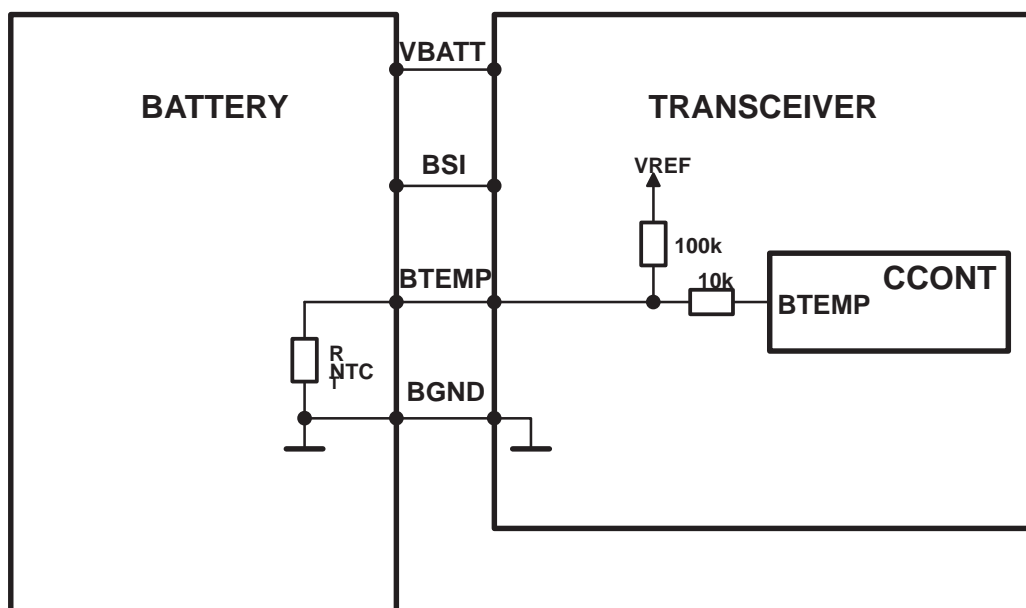 VBATT
BATTERY
TRANSCEIVER
BSI
VREF
100k
BTEMP
10k
CCONT
BTEMP
R
NTC
T
BGND